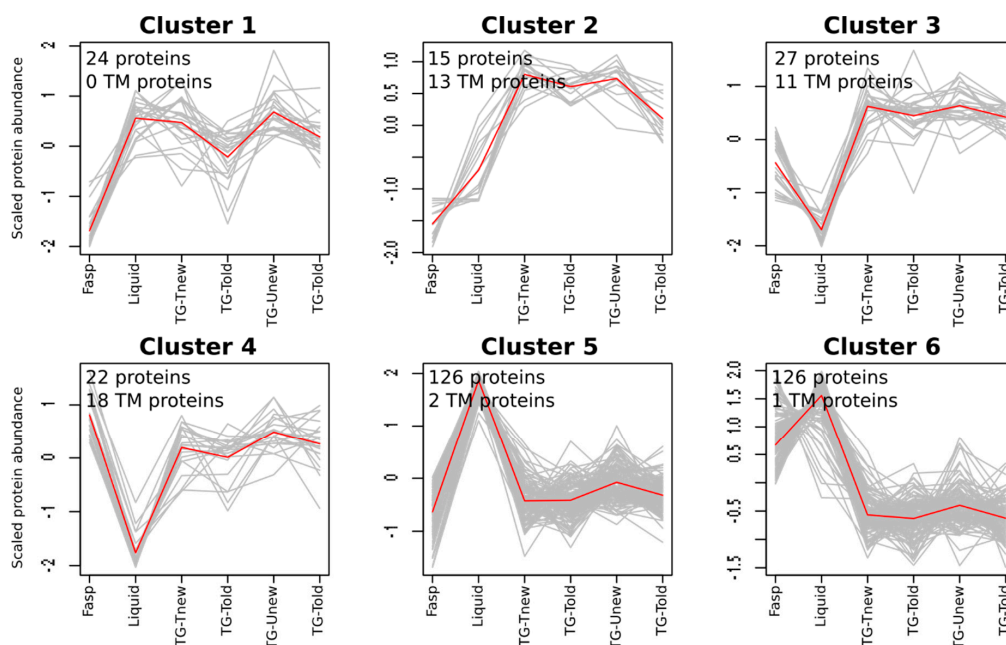 Cluster 1
Cluster 2
Cluster 3
24 proteins
0 TM proteins
15 proteins
13 TM proteins
27 proteins
11 TM proteins
Scaled protein abundance
2
1
0
-1
-2
1.0
0.5
0.0
-1.0
-2.0
1
0
-1
-2
Fasp
Liquid
TG-Tnew
TG-Told
TG-Unew
TG-Told
Fasp
Liquid
TG-Tnew
TG-Told
TG-Unew
TG-Told
Fasp
Liquid
TG-Tnew
TG-Told
TG-Unew
TG-Told
Cluster 4
Cluster 5
Cluster 6
22 proteins
18 TM proteins
126 proteins
2 TM proteins
126 proteins
1 TM proteins
Scaled protein abundance
1
0
-1
-2
2
1
0
-1
2.0
1.5
1.0
0.5
-0.5
-1.5
Fasp
Liquid
TG-Tnew
TG-Told
TG-Unew
TG-Told
Fasp
Liquid
TG-Tnew
TG-Told
TG-Unew
TG-Told
Fasp
Liquid
TG-Tnew
TG-Told
TG-Unew
TG-Told